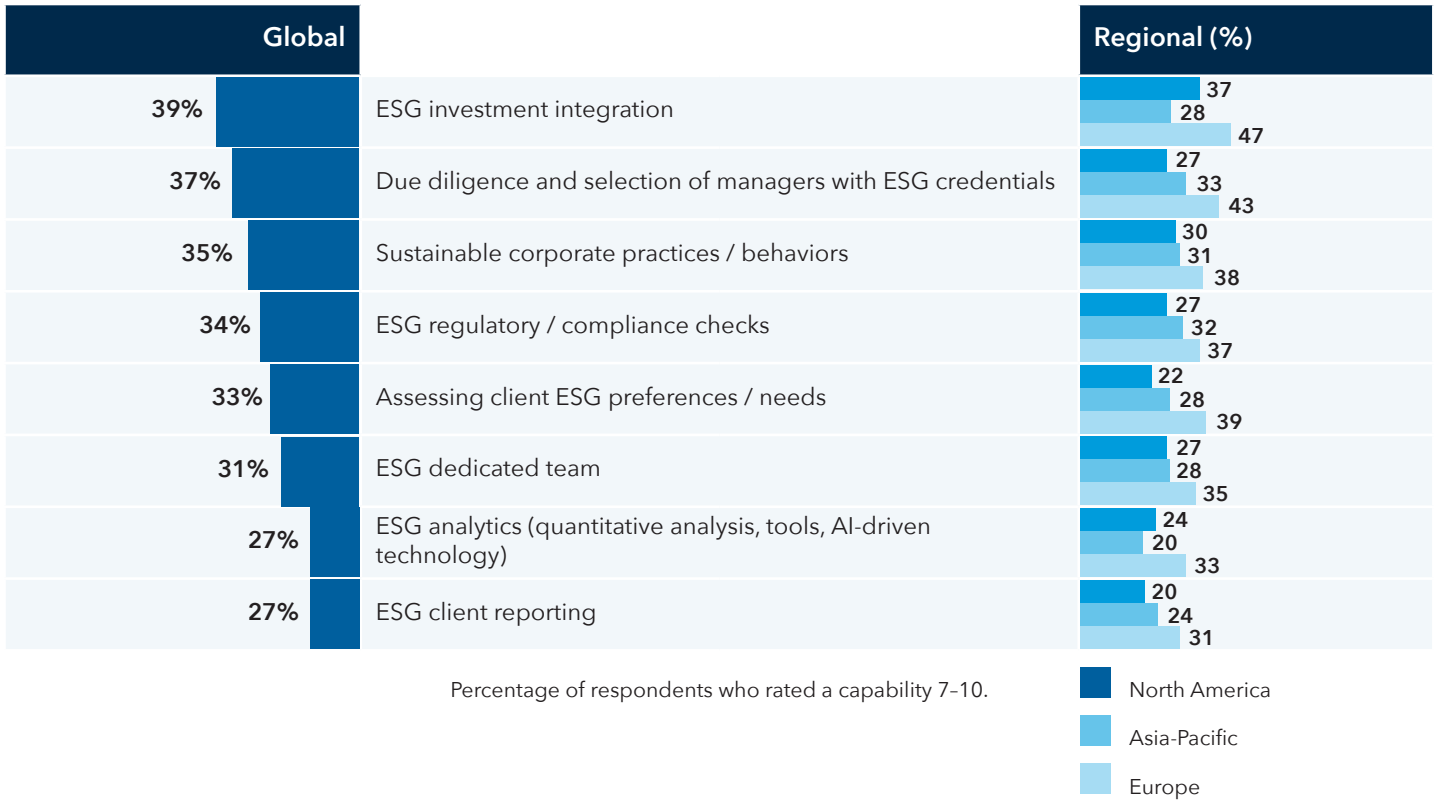 Global
Regional (%)
39%
ESG investment integration
37
28
47
37%
Due diligence and selection of managers with ESG credentials
27
33
43
35%
Sustainable corporate practices / behaviors
30
31
38
34%
ESG regulatory / compliance checks
27
32
37
33%
Assessing client ESG preferences / needs
22
28
39
31%
ESG dedicated team
27
28
35
27%
ESG analytics (quantitative analysis, tools, AI-driven
technology)
24
20
33
27%
ESG client reporting
20
24
31
Percentage of respondents who rated a capability 7–10.
North America
Asia-Pacific
Europe